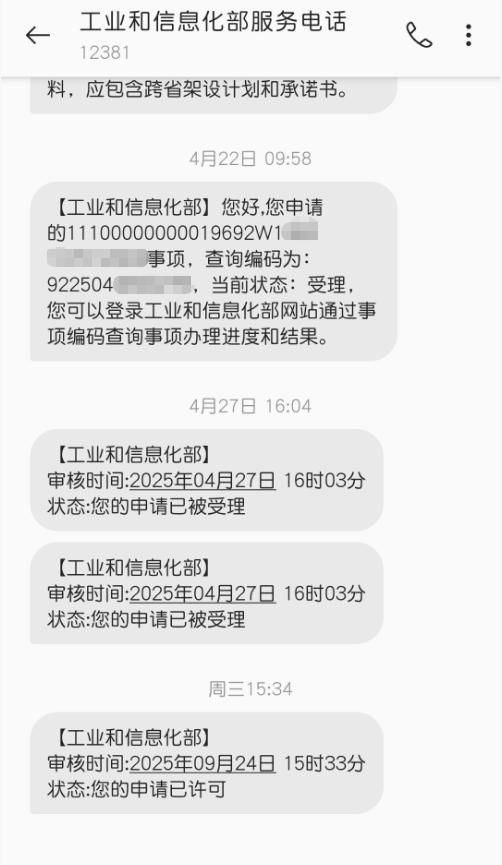 工业和信息化部服务电话
12381
料，应包含跨省架设计划和承诺书。
4月22日 09:58
【工业和信息化部】您好,您申请
的11100000000019692W1
事项，查询编码为：
922504，当前状态：受理，
您可以登录工业和信息化部网站通过事
项编码查询事项办理进度和结果。
4月27日 16:04
【工业和信息化部】
审核时间:2025年04月27日 16时03分
状态:您的申请已被受理
【工业和信息化部】
审核时间:2025年04月27日 16时03分
状态:您的申请已被受理
周三15:34
【工业和信息化部】
审核时间:2025年09月24日 15时33分
状态:您的申请已许可